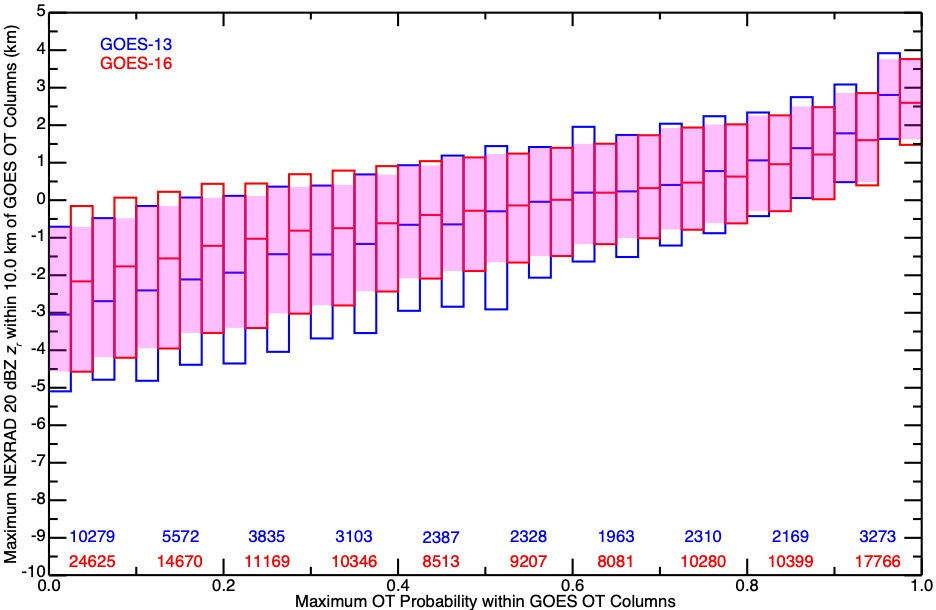 GOES-13
GOES-16
Maximum NEXRAD 20 dBZ zr within 10.0 km of GOES OT Columns (km)
5
4
3
2
1
0
-1
-2
-3
-4
-5
-6
-7
-8
-9
-10
10279 5572 3835 3103 2387 2328 1963 2310 2169 3273
24625 14670 11169 10346 8513 9207 8081 10280 10399 17766
0.0 0.2 0.4 0.6 0.8 1.0
Maximum OT Probability within GOES OT Columns